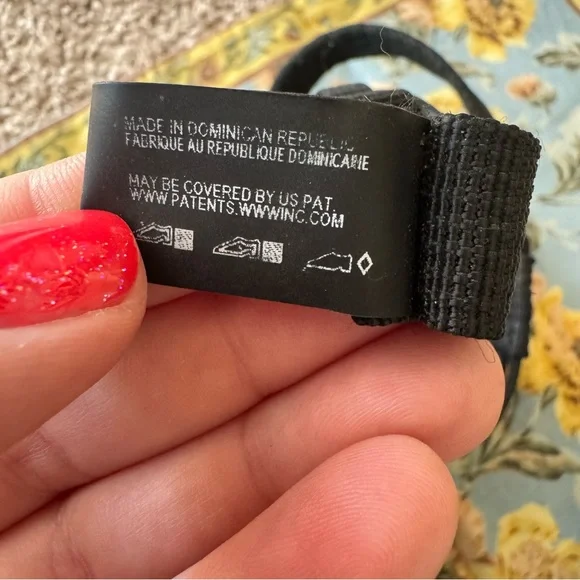 MADE IN DOMINICAN REPUBLIC
FABRIQUE AU REPUBLIQUE DOMINICAINE
MAY BE COVERED BY US PAT.
WWW.PATENTS.WWWINC.COM